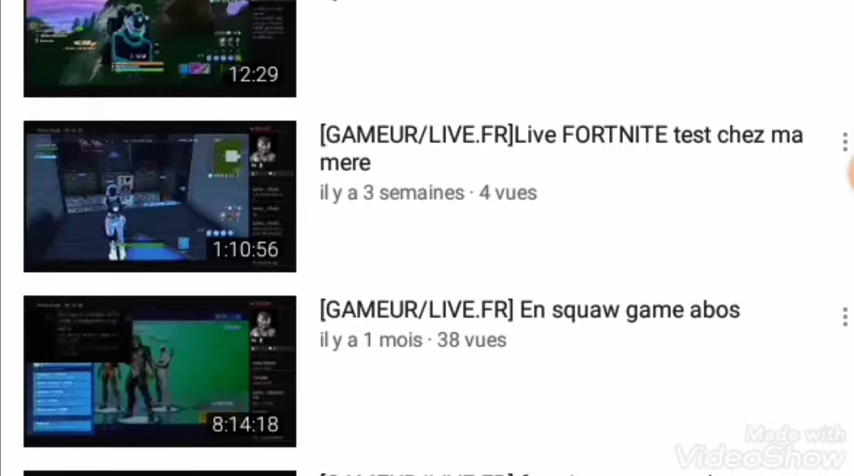 12:29
[GAMEUR/LIVE.FR]Live FORTNITE test chez ma
mere
il y a 3 semaines · 4 vues
1:10:56
[GAMEUR/LIVE.FR] En squaw game abos
il y a 1 mois · 38 vues
8:14:18
Made with
VideoShow